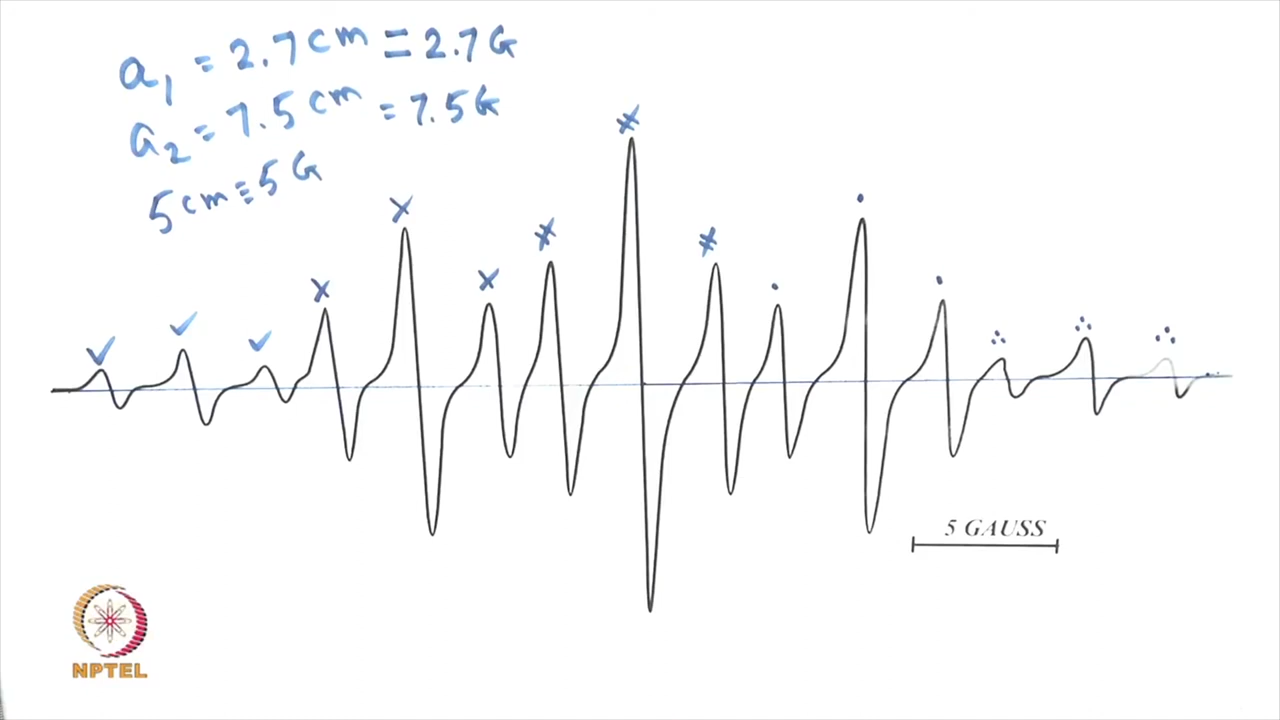 a₁ = 2.7 cm ≡ 2.7 G
a₂ = 7.5 cm = 7.5 G
5 cm ≡ 5 G
5 GAUSS
NPTEL